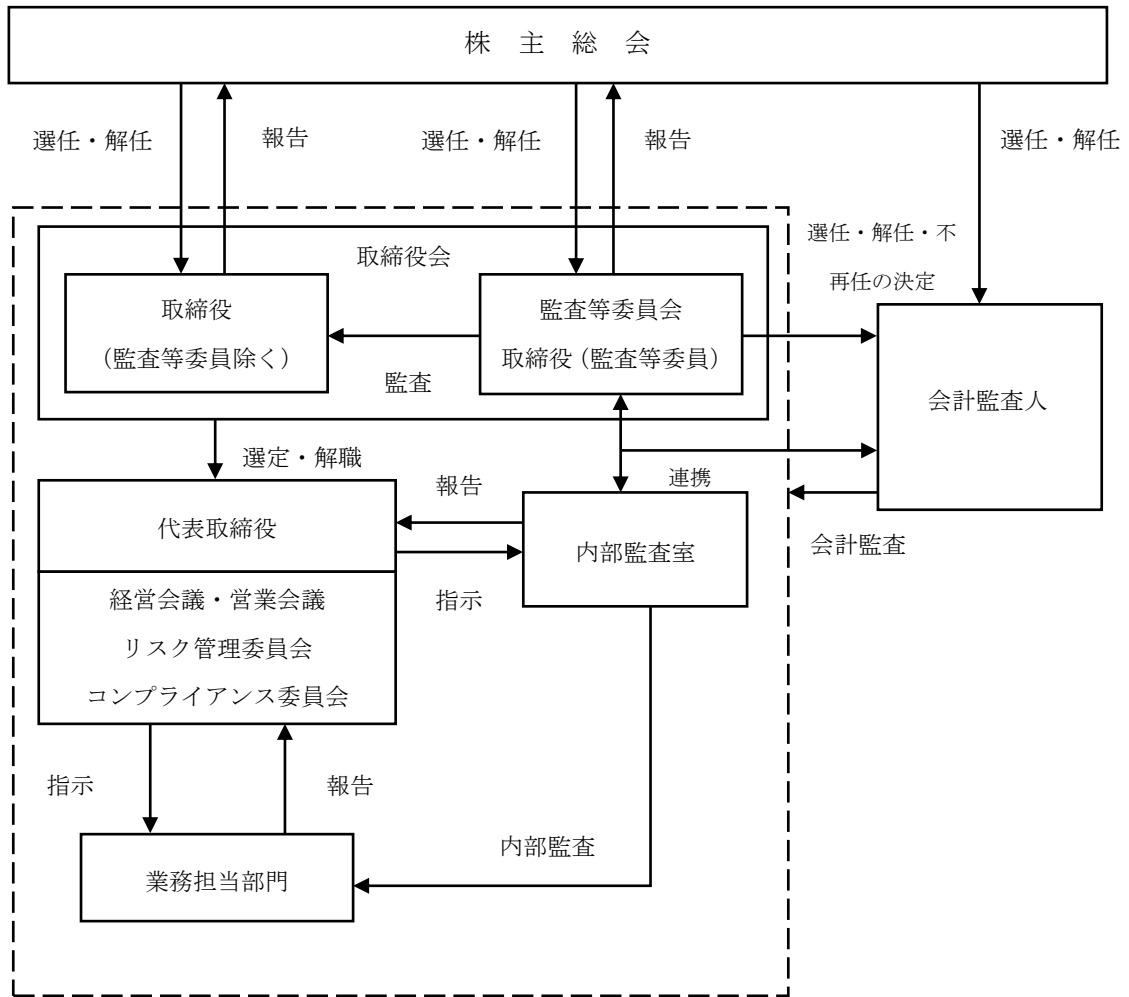 株 主 総 会
選任・解任
報告
選任・解任
報告
選任・解任
選任・解任・不
再任の決定
取締役会
取締役
（監査等委員除く）
監査等委員会
取締役（監査等委員）
監査
会計監査人
選定・解職
報告
連携
代表取締役
内部監査室
会計監査
指示
経営会議・営業会議
リスク管理委員会
コンプライアンス委員会
指示
報告
内部監査
業務担当部門